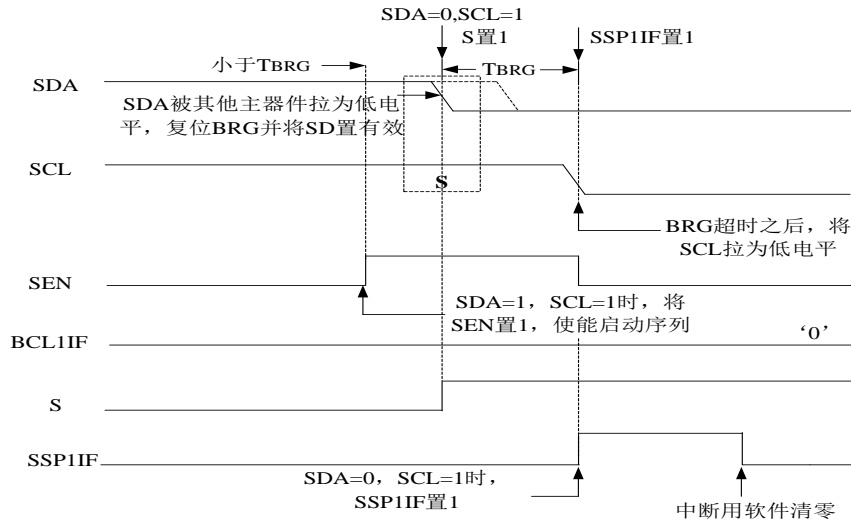 SDA=0,SCL=1
S置1
SSP1IF置1
小于TBRG
TBRG
SDA
SDA被其他主器件拉为低电
平，复位BRG并将SD置有效
SCL
S
BRG超时之后，将
SCL拉为低电平
SEN
SDA=1，SCL=1时，将
SEN置1，使能启动序列
BCL1IF
‘0’
S
SSP1IF
SDA=0，SCL=1时，
SSP1IF置1
中断用软件清零